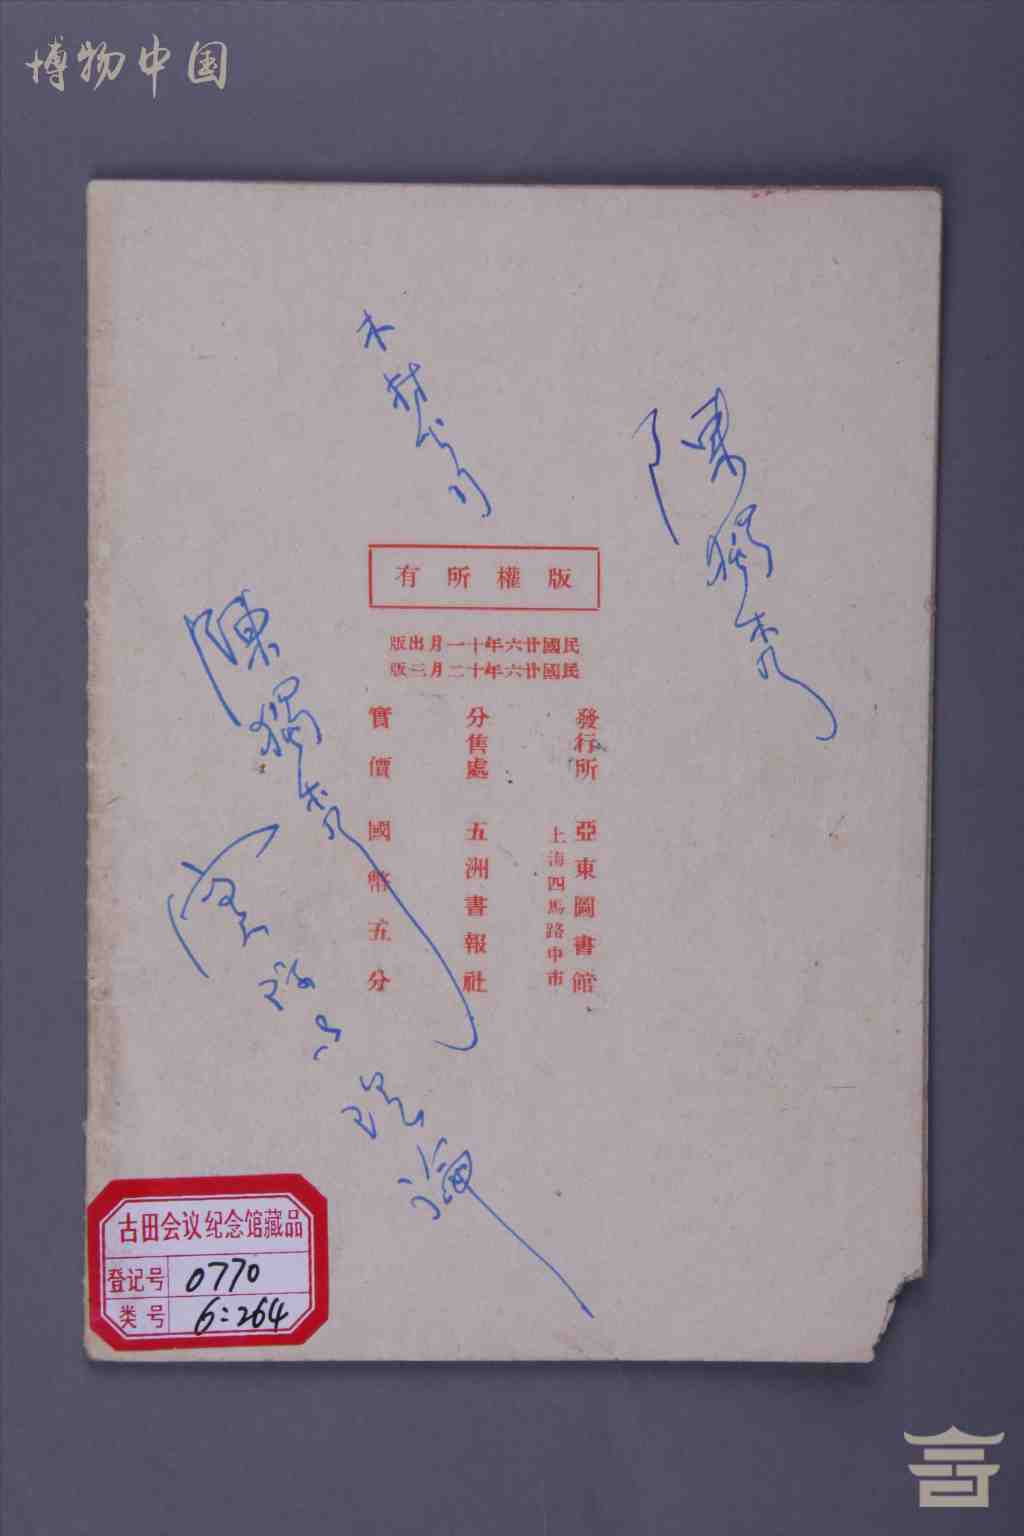 博物中国
陳獨秀
版權所有
民國廿六年十一月出版
民國廿六年十二月三版
發行所 亞東圖書館
上海四馬路中市
分售處 五洲書報社
實價國幣五分
陳獨秀
理論
古田会议纪念馆藏品
登记号 0770
类号 6:264